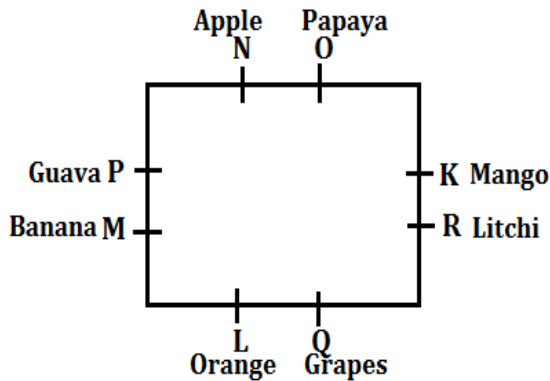 Apple Papaya
N O
Guava P
K Mango
Banana M
R Litchi
L Q
Orange Grapes